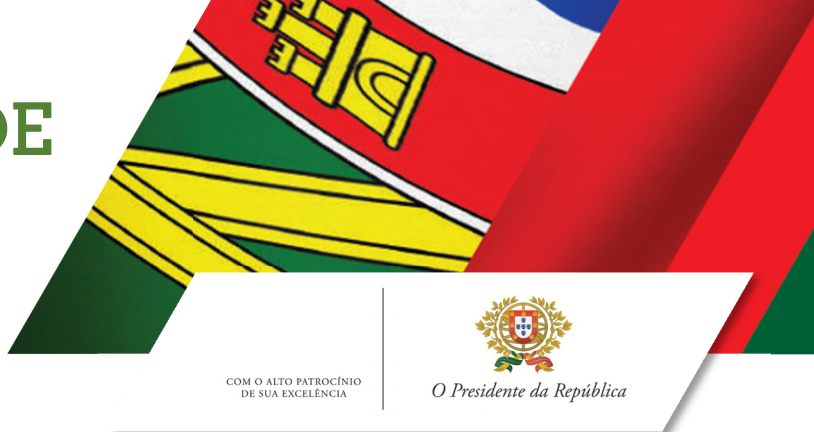 DE
COM O ALTO PATROCÍNIO
DE SUA EXCELÊNCIA
O Presidente da República